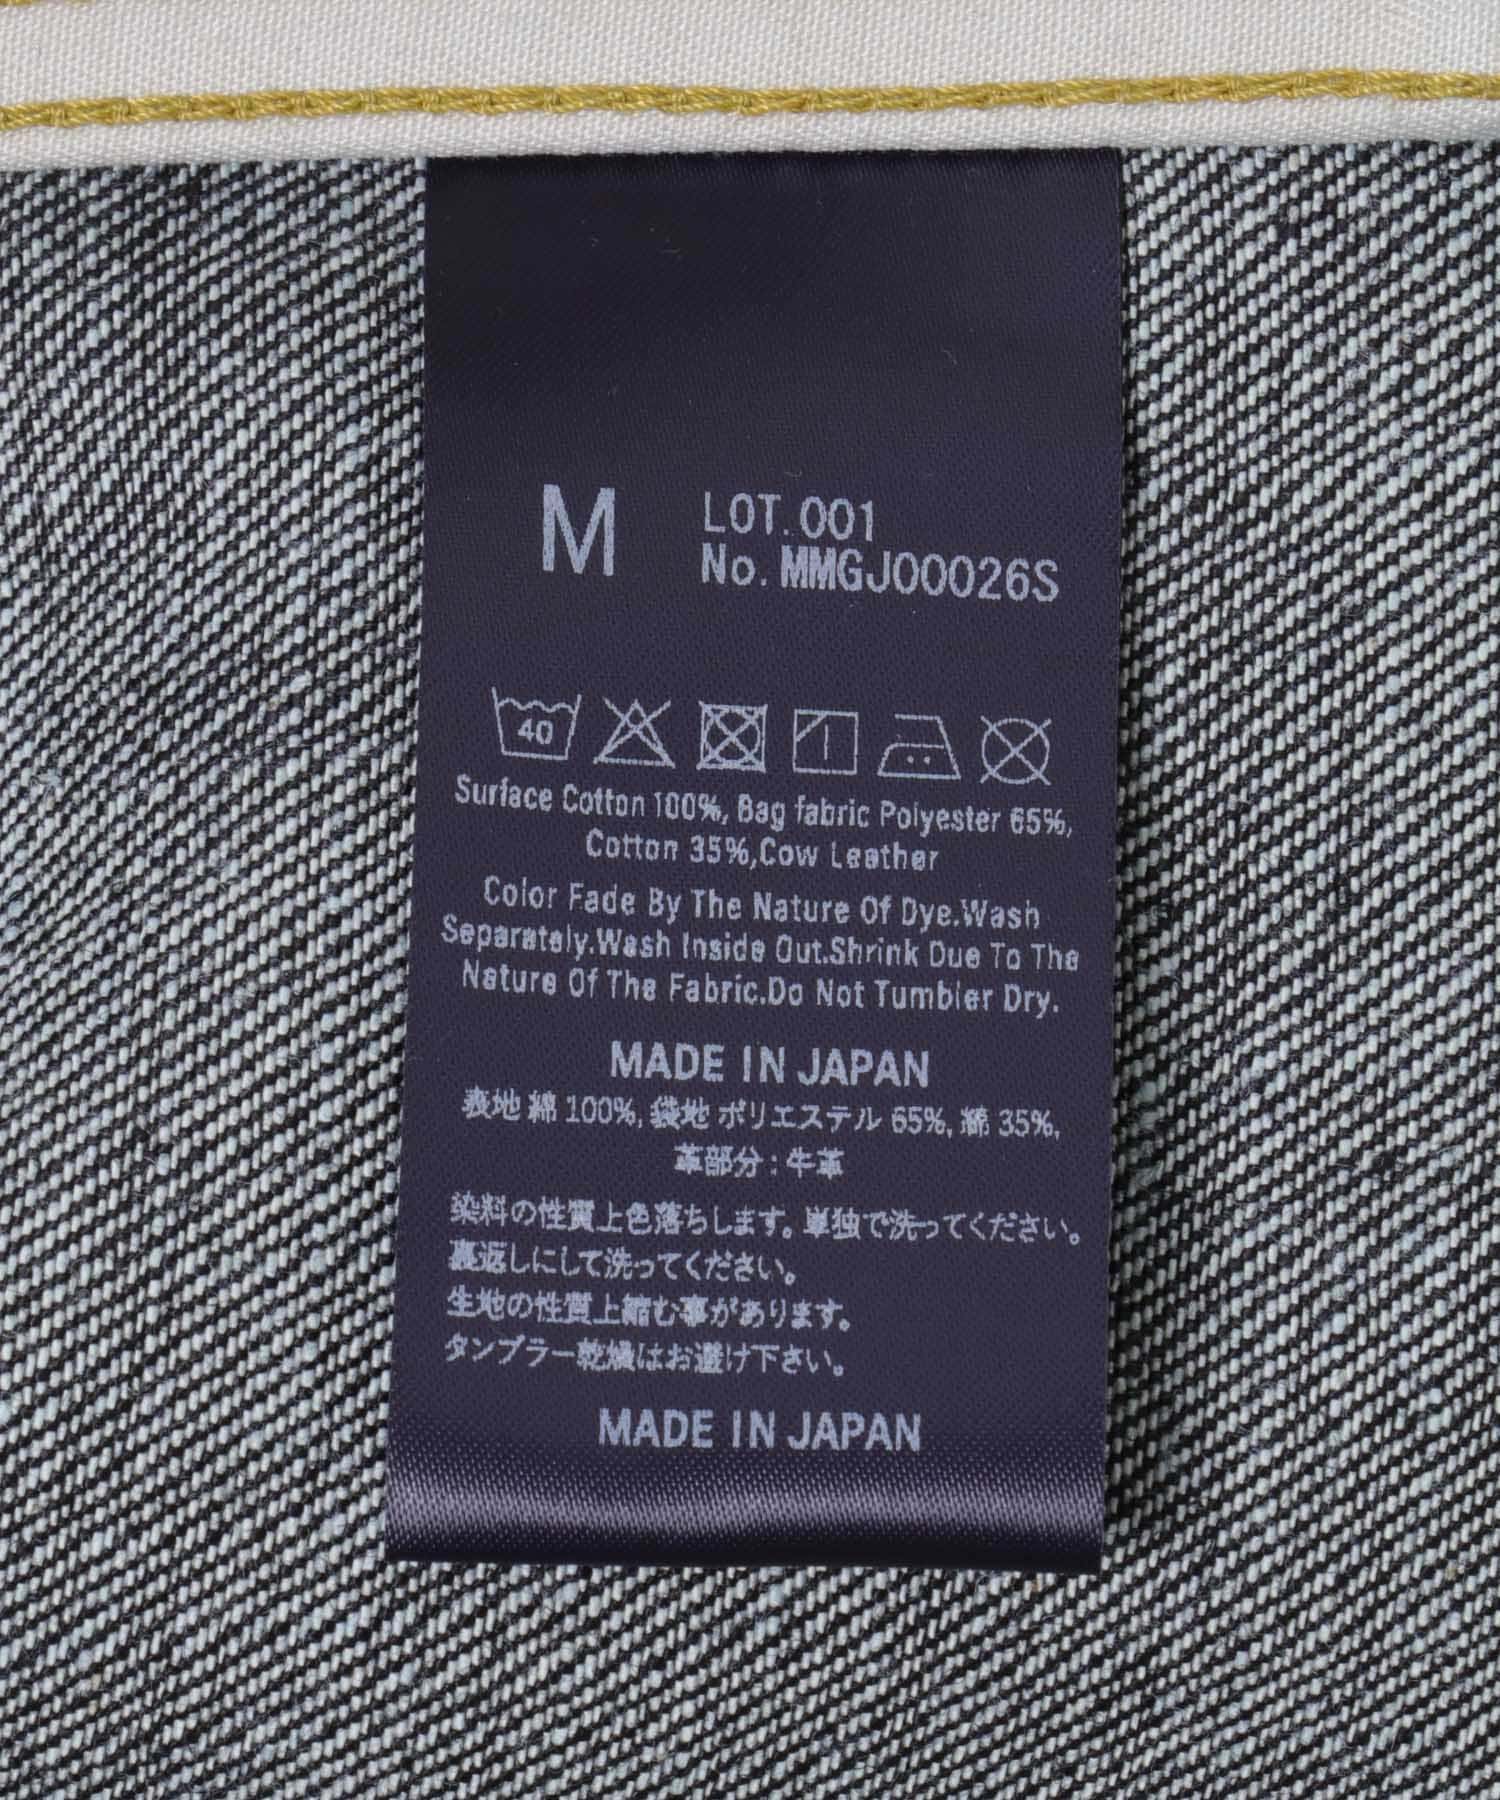 M
LOT.001
No.MMGJ00026S
40
Surface Cotton 100%, Bag fabric Polyester 65%,
Cotton 35%,Cow Leather
Color Fade By The Nature Of Dye.Wash
Separately.Wash Inside Out.Shrink Due To The
Nature Of The Fabric.Do Not Tumbler Dry.
MADE IN JAPAN
表地 綿 100%, 袋地 ポリエステル 65%, 綿 35%,
革部分 : 牛革
染料の性質上色落ちします。単独で洗ってください。
裏返しにして洗ってください。
生地の性質上縮む事があります。
タンブラー乾燥はお避け下さい。
MADE IN JAPAN